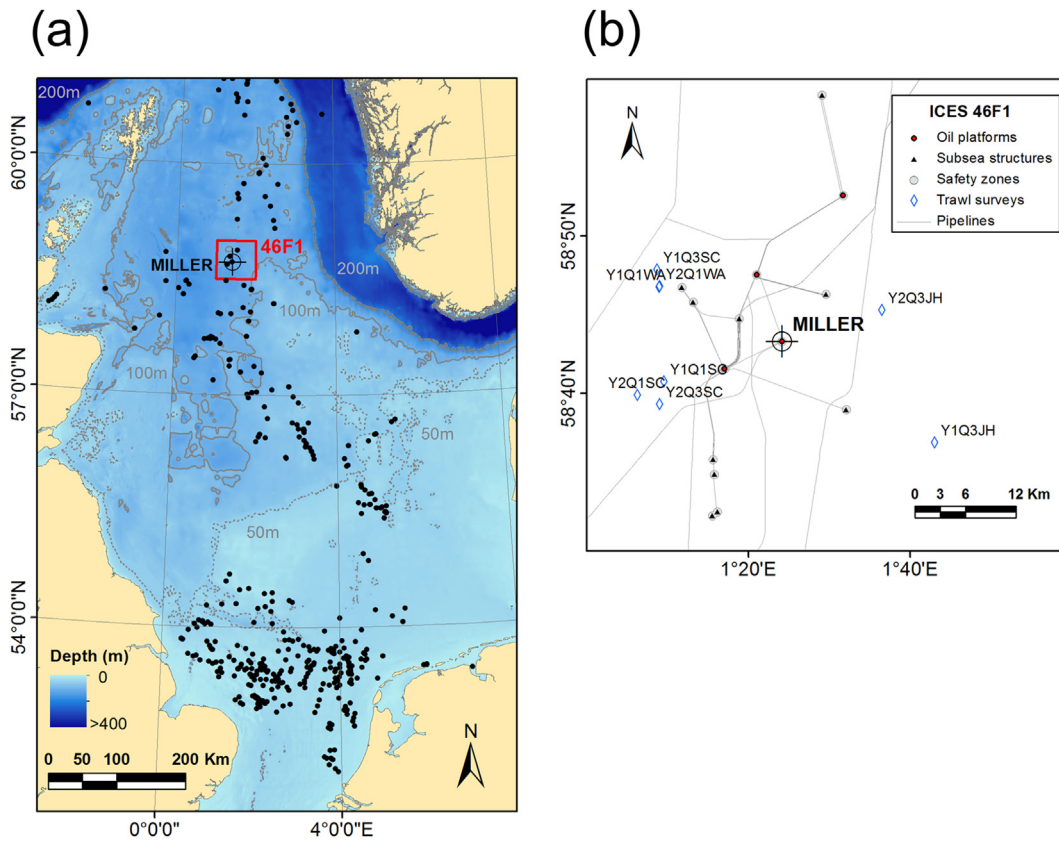 (a)
(b)
200m
60°0'0"N
46F1
MILLER
200m
100m
100m
57°0'0"N
50m
50m
54°0'0"N
Depth (m)
0
>400
N
0 50 100 200 Km
0°0'0"
4°0'0"E
N
ICES 46F1
Oil platforms
Subsea structures
Safety zones
Trawl surveys
Pipelines
58°50'N
Y1Q3SC
Y1Q1WA
Y2Q1WA
Y2Q3JH
MILLER
Y1Q1SC
58°40'N
Y2Q1SC
Y2Q3SC
Y1Q3JH
0 3 6 12 Km
1°20'E
1°40'E